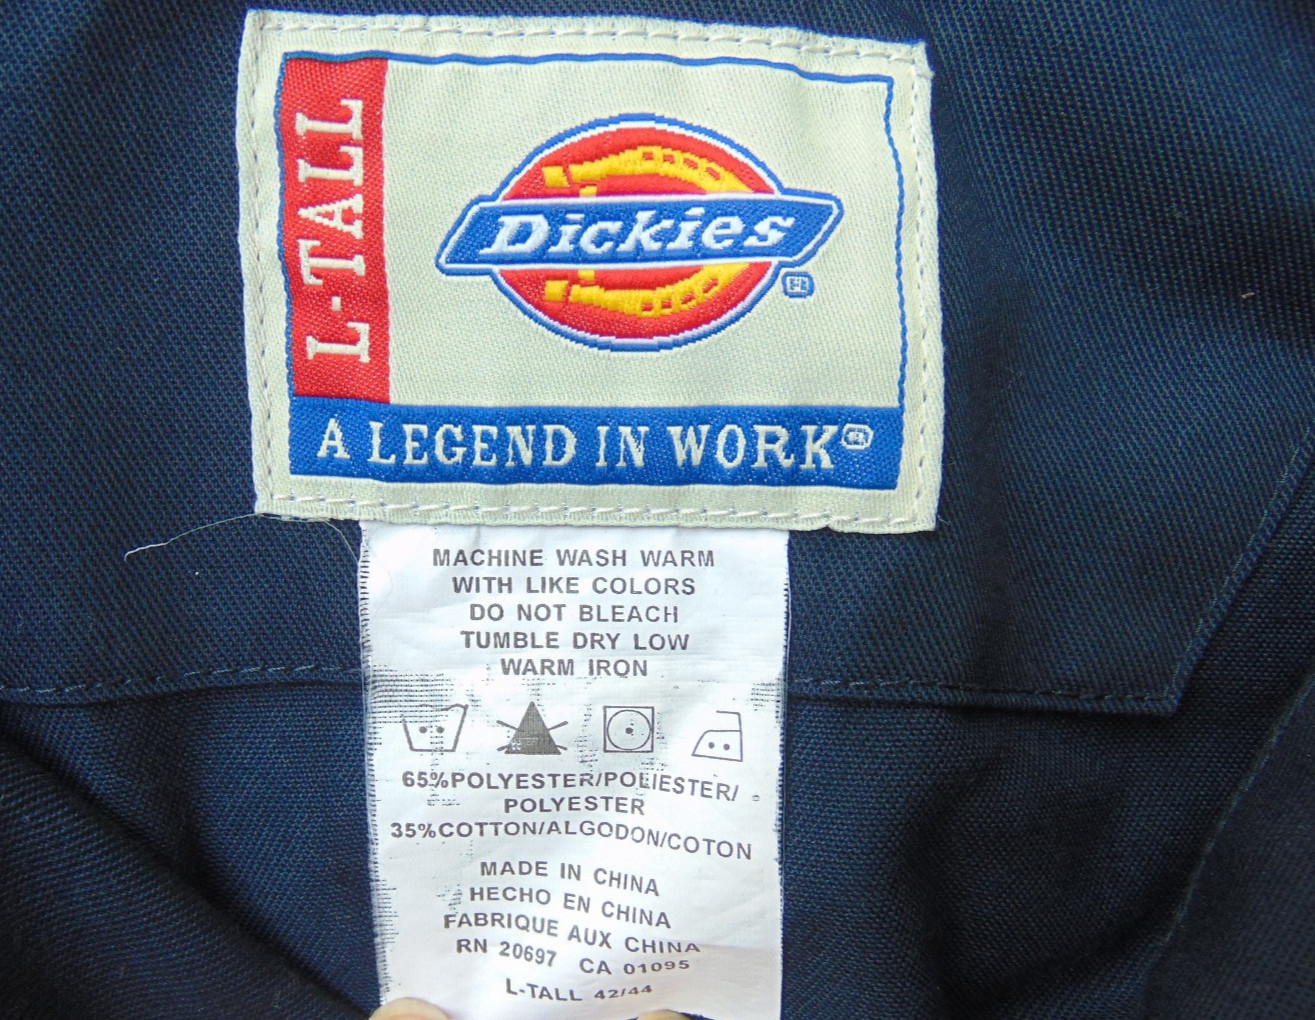 L-TALL
Dickies®
A LEGEND IN WORK®
MACHINE WASH WARM
WITH LIKE COLORS
DO NOT BLEACH
TUMBLE DRY LOW
WARM IRON
65%POLYESTER/POLIESTER/
POLYESTER
35%COTTON/ALGODON/COTON
MADE IN CHINA
HECHO EN CHINA
FABRIQUE AUX CHINA
RN 20697 CA 01095
L-TALL 42/44